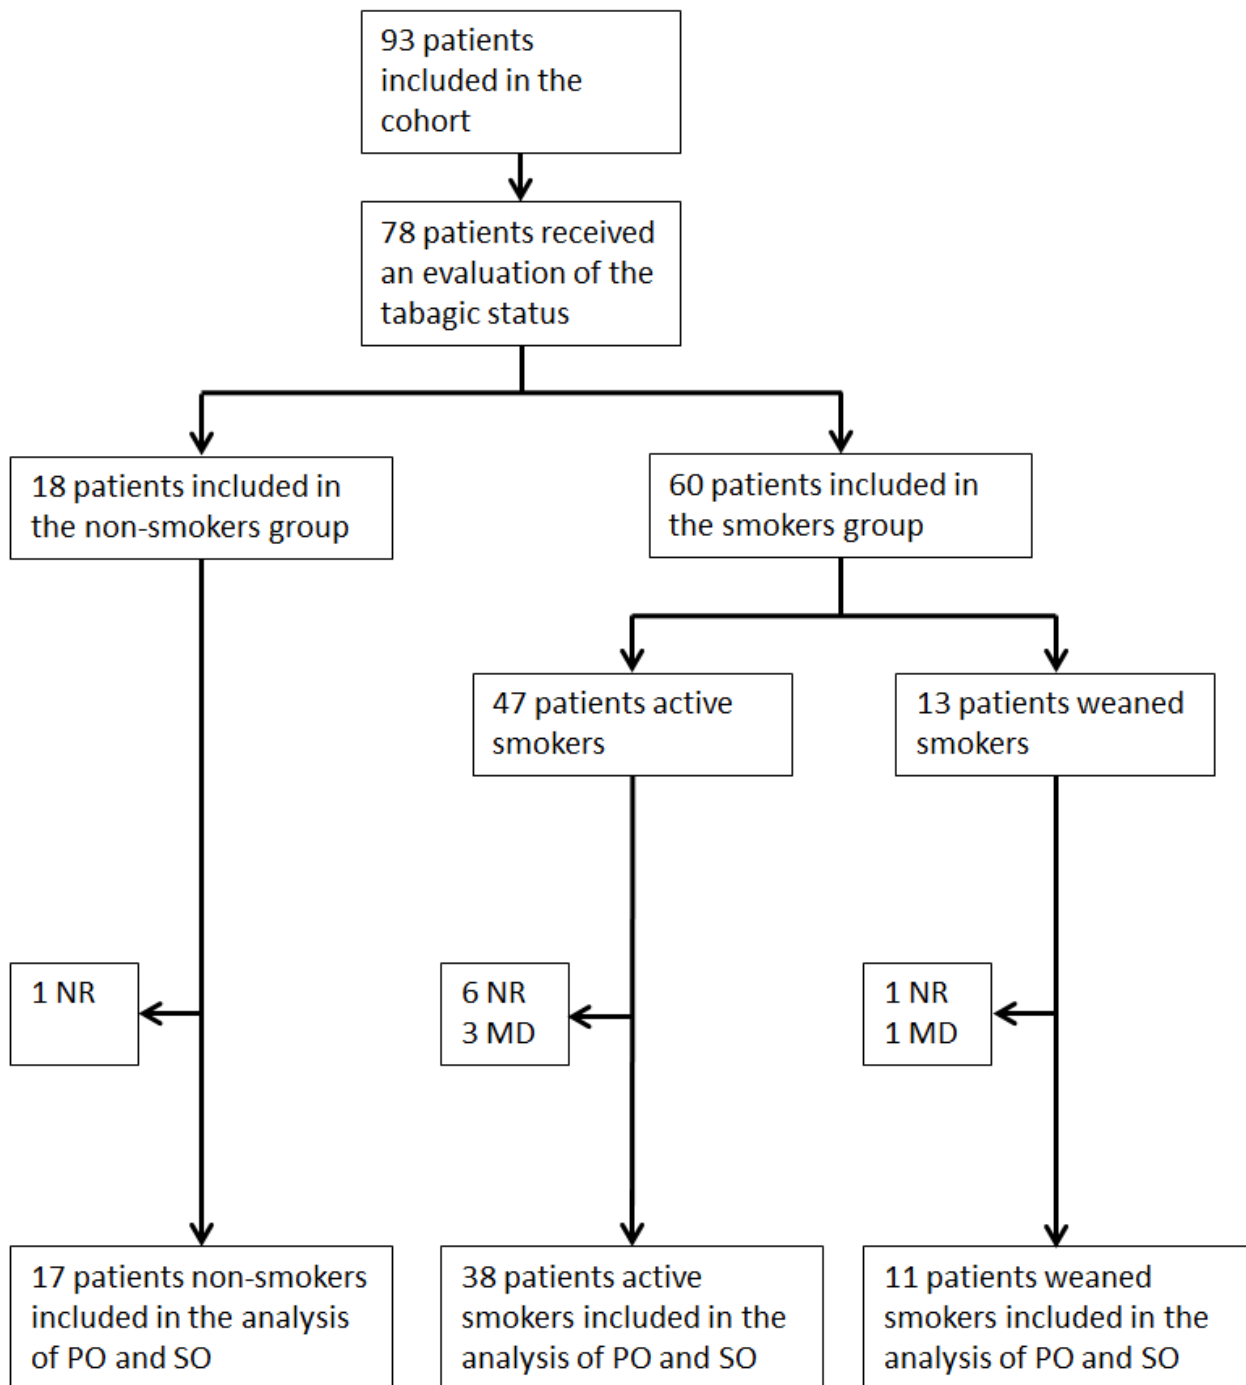 93 patients
included in the
cohort
78 patients received
an evaluation of the
tabagic status
18 patients included in
the non-smokers group
60 patients included in
the smokers group
47 patients active
smokers
13 patients weaned
smokers
1 NR
6 NR
3 MD
1 NR
1 MD
17 patients non-smokers
included in the analysis
of PO and SO
38 patients active
smokers included in the
analysis of PO and SO
11 patients weaned
smokers included in the
analysis of PO and SO